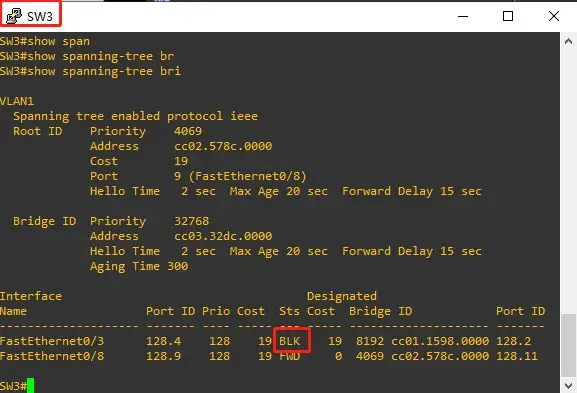 SW3
SW3#show span
SW3#show spanning-tree br
SW3#show spanning-tree bri
VLAN1
Spanning tree enabled protocol ieee
Root ID Priority 4069
Address cc02.578c.0000
Cost 19
Port 9 (FastEthernet0/8)
Hello Time 2 sec Max Age 20 sec Forward Delay 15 sec
Bridge ID Priority 32768
Address cc03.32dc.0000
Hello Time 2 sec Max Age 20 sec Forward Delay 15 sec
Aging Time 300
Interface Designated
Name Port ID Prio Cost Sts Cost Bridge ID Port ID
-------------------- ------- ---- ----- --- ----- -------------------- -------
FastEthernet0/3 128.4 128 19 BLK 19 8192 cc01.1598.0000 128.2
FastEthernet0/8 128.9 128 19 FWD 0 4069 cc02.578c.0000 128.11
SW3#